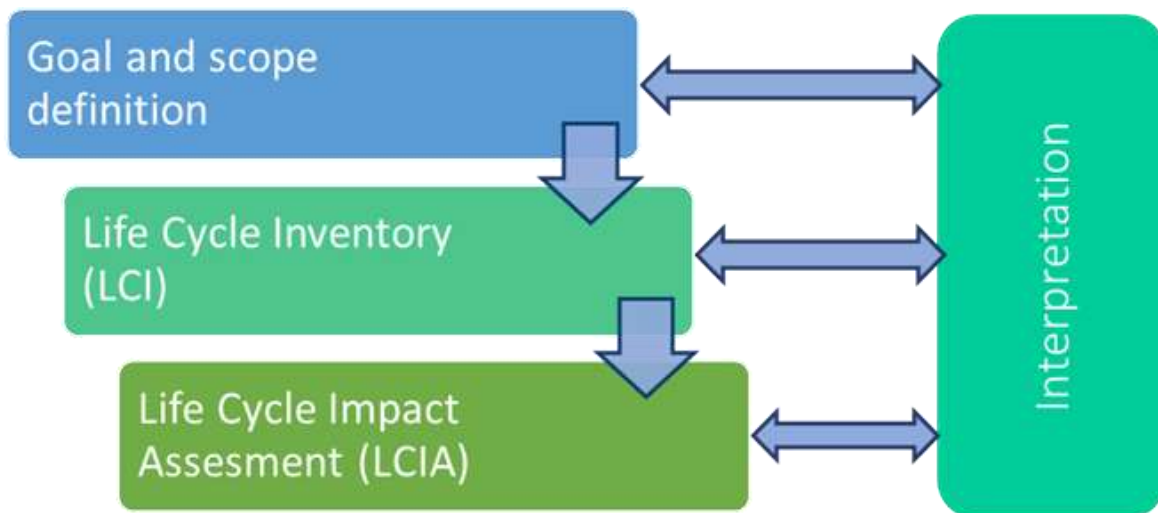 Goal and scope
definition
Life Cycle Inventory
(LCI)
Life Cycle Impact
Assesment (LCIA)
Interpretation